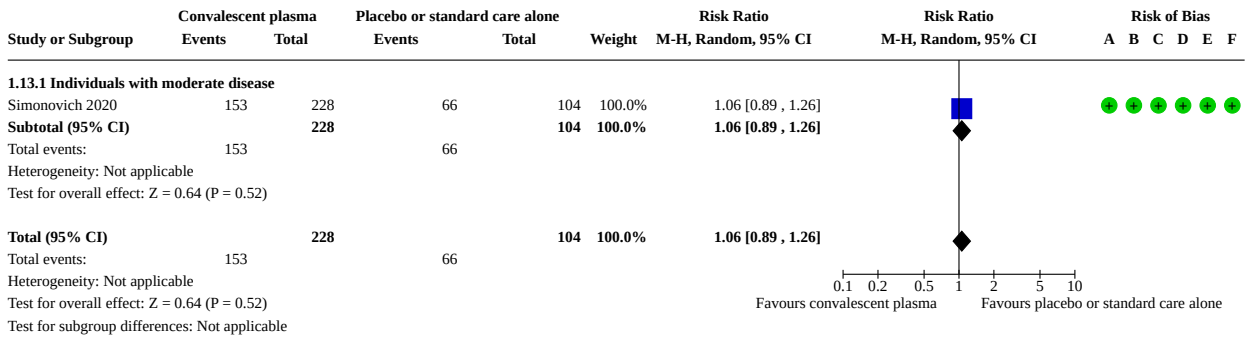 Convalescent plasma Placebo or standard care alone Risk Ratio Risk Ratio Risk of Bias
Study or Subgroup Events Total Events Total Weight M-H, Random, 95% CI M-H, Random, 95% CI A B C D E F
1.13.1 Individuals with moderate disease
Simonovich 2020 153 228 66 104 100.0% 1.06 [0.89 , 1.26] + + + + + +
Subtotal (95% CI) 228 104 100.0% 1.06 [0.89 , 1.26]
Total events: 153 66
Heterogeneity: Not applicable
Test for overall effect: Z = 0.64 (P = 0.52)
Total (95% CI) 228 104 100.0% 1.06 [0.89 , 1.26]
Total events: 153 66
Heterogeneity: Not applicable
0.1 0.2 0.5 1 2 5 10
Test for overall effect: Z = 0.64 (P = 0.52) Favours convalescent plasma Favours placebo or standard care alone
Test for subgroup differences: Not applicable